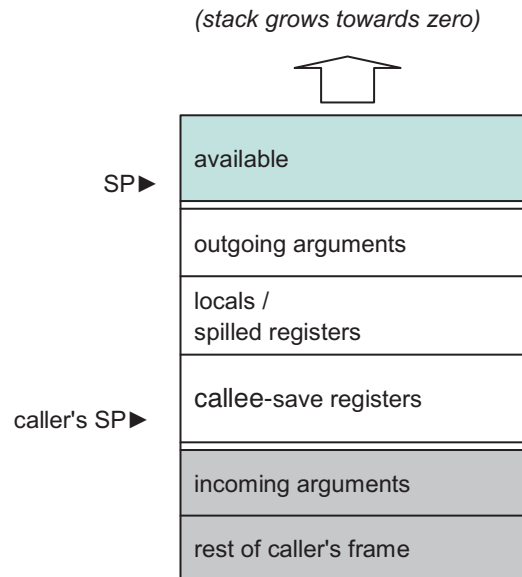 (stack grows towards zero)
available
SP►
outgoing arguments
locals /
spilled registers
callee-save registers
caller's SP►
incoming arguments
rest of caller's frame